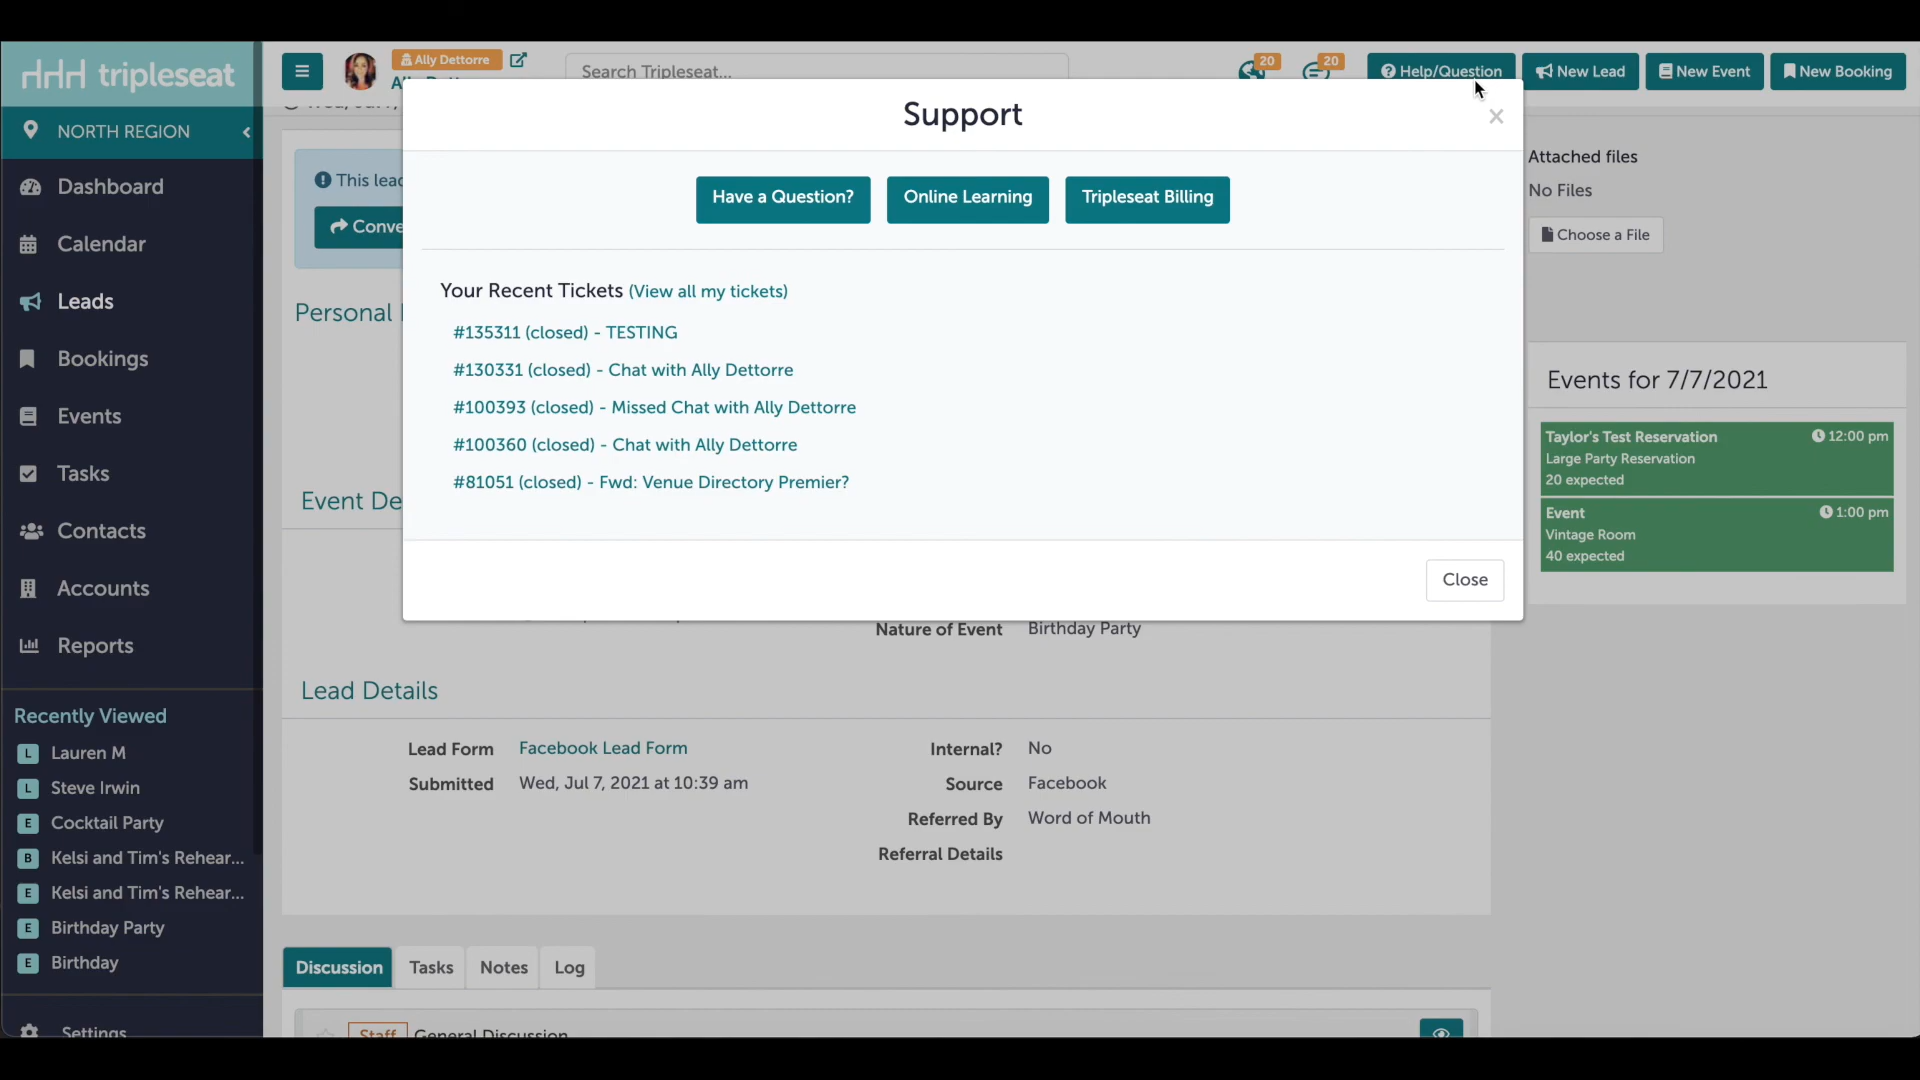 tripleseat
Ally Dettorre
Search Tripleseat...
20
20
Help/Question
New Lead
New Event
New Booking
NORTH REGION
Dashboard
Calendar
Leads
Bookings
Events
Tasks
Contacts
Accounts
Reports
Recently Viewed
L Lauren M
L Steve Irwin
E Cocktail Party
B Kelsi and Tim's Rehear...
E Kelsi and Tim's Rehear...
E Birthday Party
E Birthday
Settings
This lead
Personal
Event De
Support
×
Have a Question?
Online Learning
Tripleseat Billing
Your Recent Tickets (View all my tickets)
#135311 (closed) - TESTING
#130331 (closed) - Chat with Ally Dettorre
#100393 (closed) - Missed Chat with Ally Dettorre
#100360 (closed) - Chat with Ally Dettorre
#81051 (closed) - Fwd: Venue Directory Premier?
Close
Nature of Event Birthday Party
Lead Details
Lead Form Facebook Lead Form
Submitted Wed, Jul 7, 2021 at 10:39 am
Internal? No
Source Facebook
Referred By Word of Mouth
Referral Details
Discussion
Tasks
Notes
Log
Staff General Discussion
Attached files
No Files
Choose a File
Events for 7/7/2021
Taylor's Test Reservation 12:00 pm
Large Party Reservation
20 expected
Event 1:00 pm
Vintage Room
40 expected